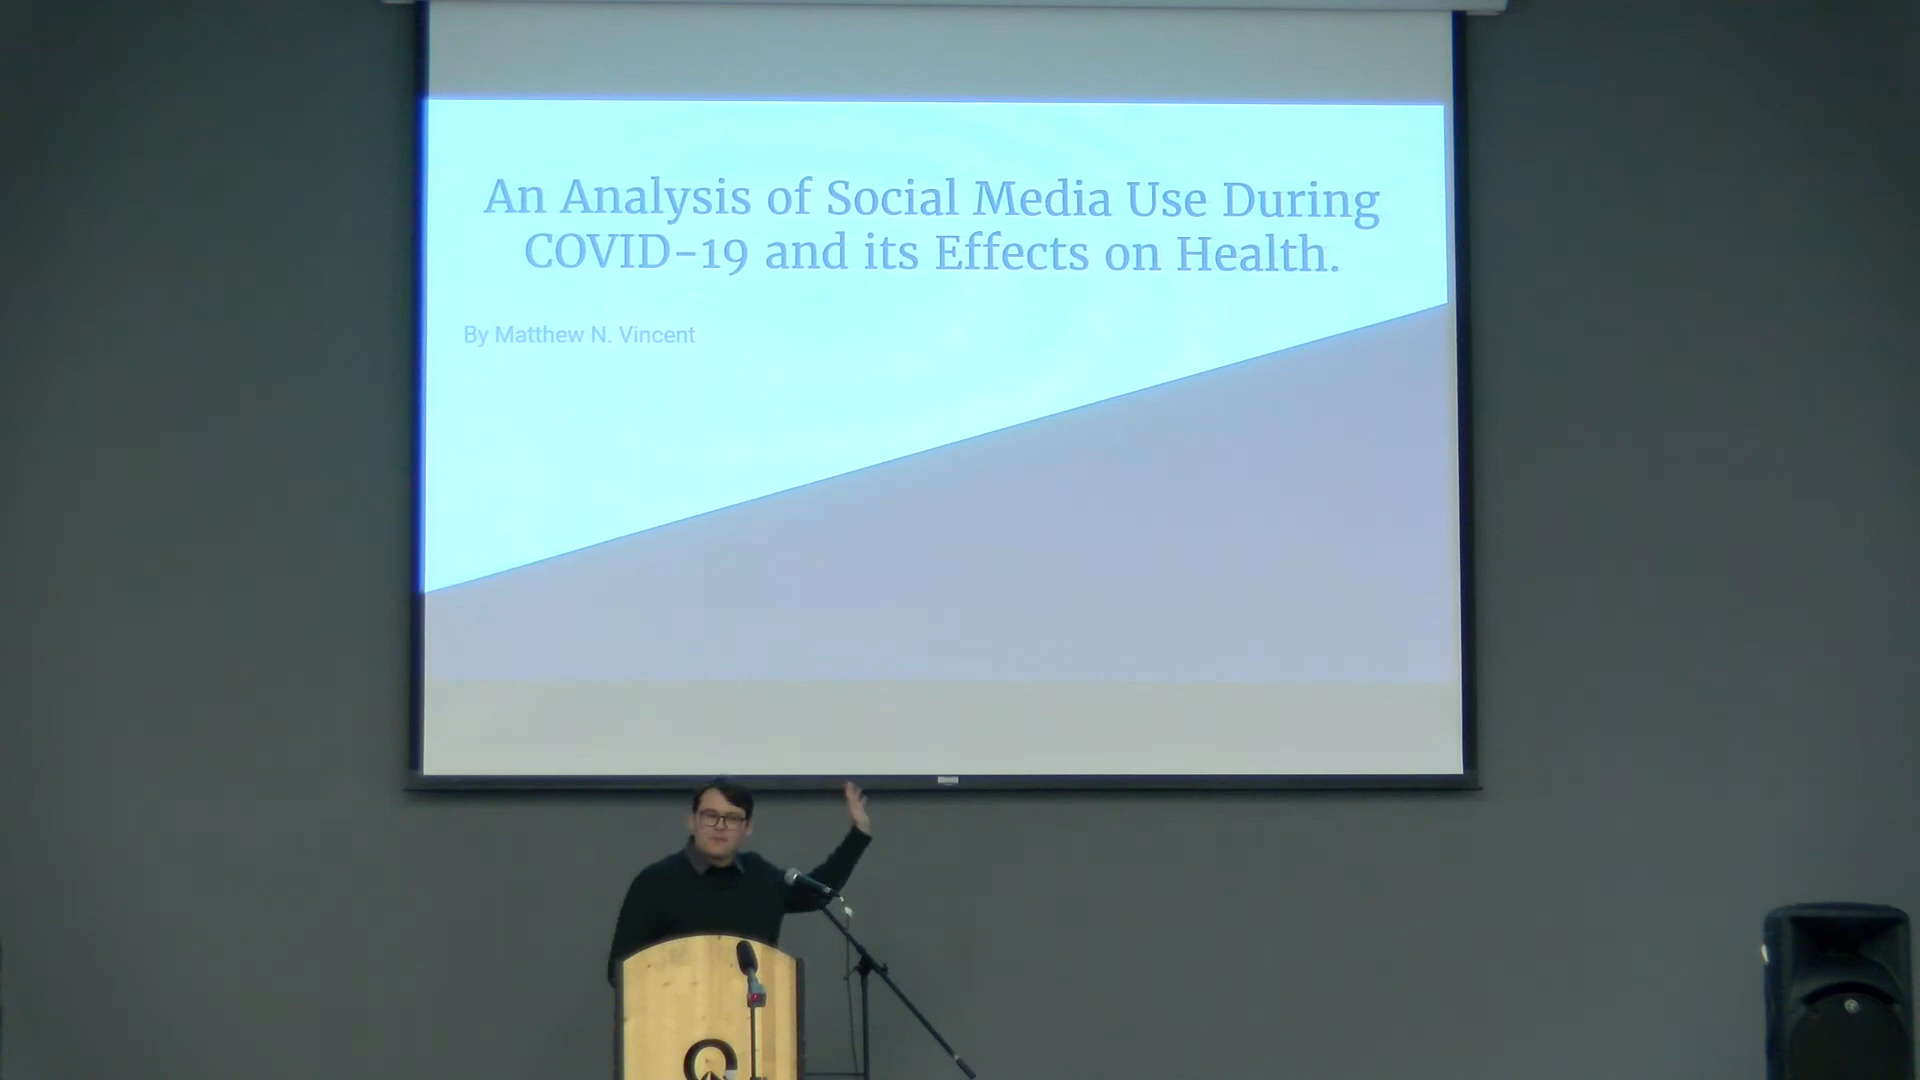 An Analysis of Social Media Use During
COVID-19 and its Effects on Health.
By Matthew N. Vincent